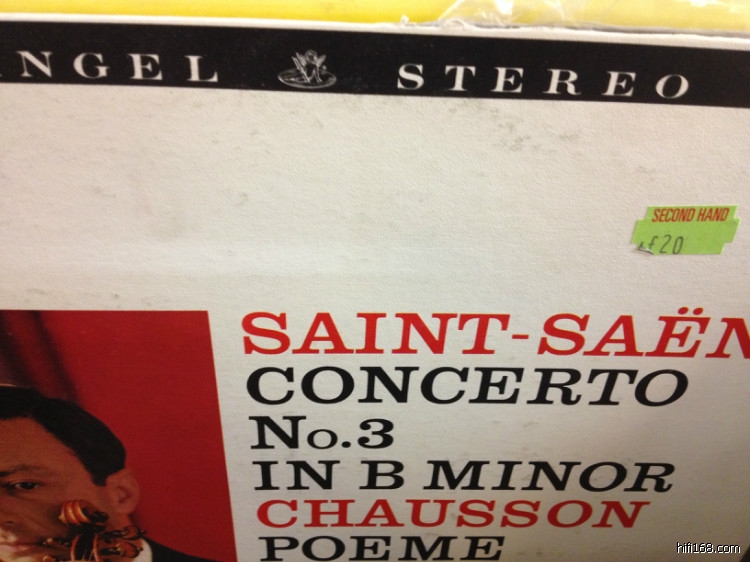 NGEL STEREO
SECOND HAND
£20
SAINT-SAËN
CONCERTO
No.3
IN B MINOR
CHAUSSON
POEME
hifi168.com